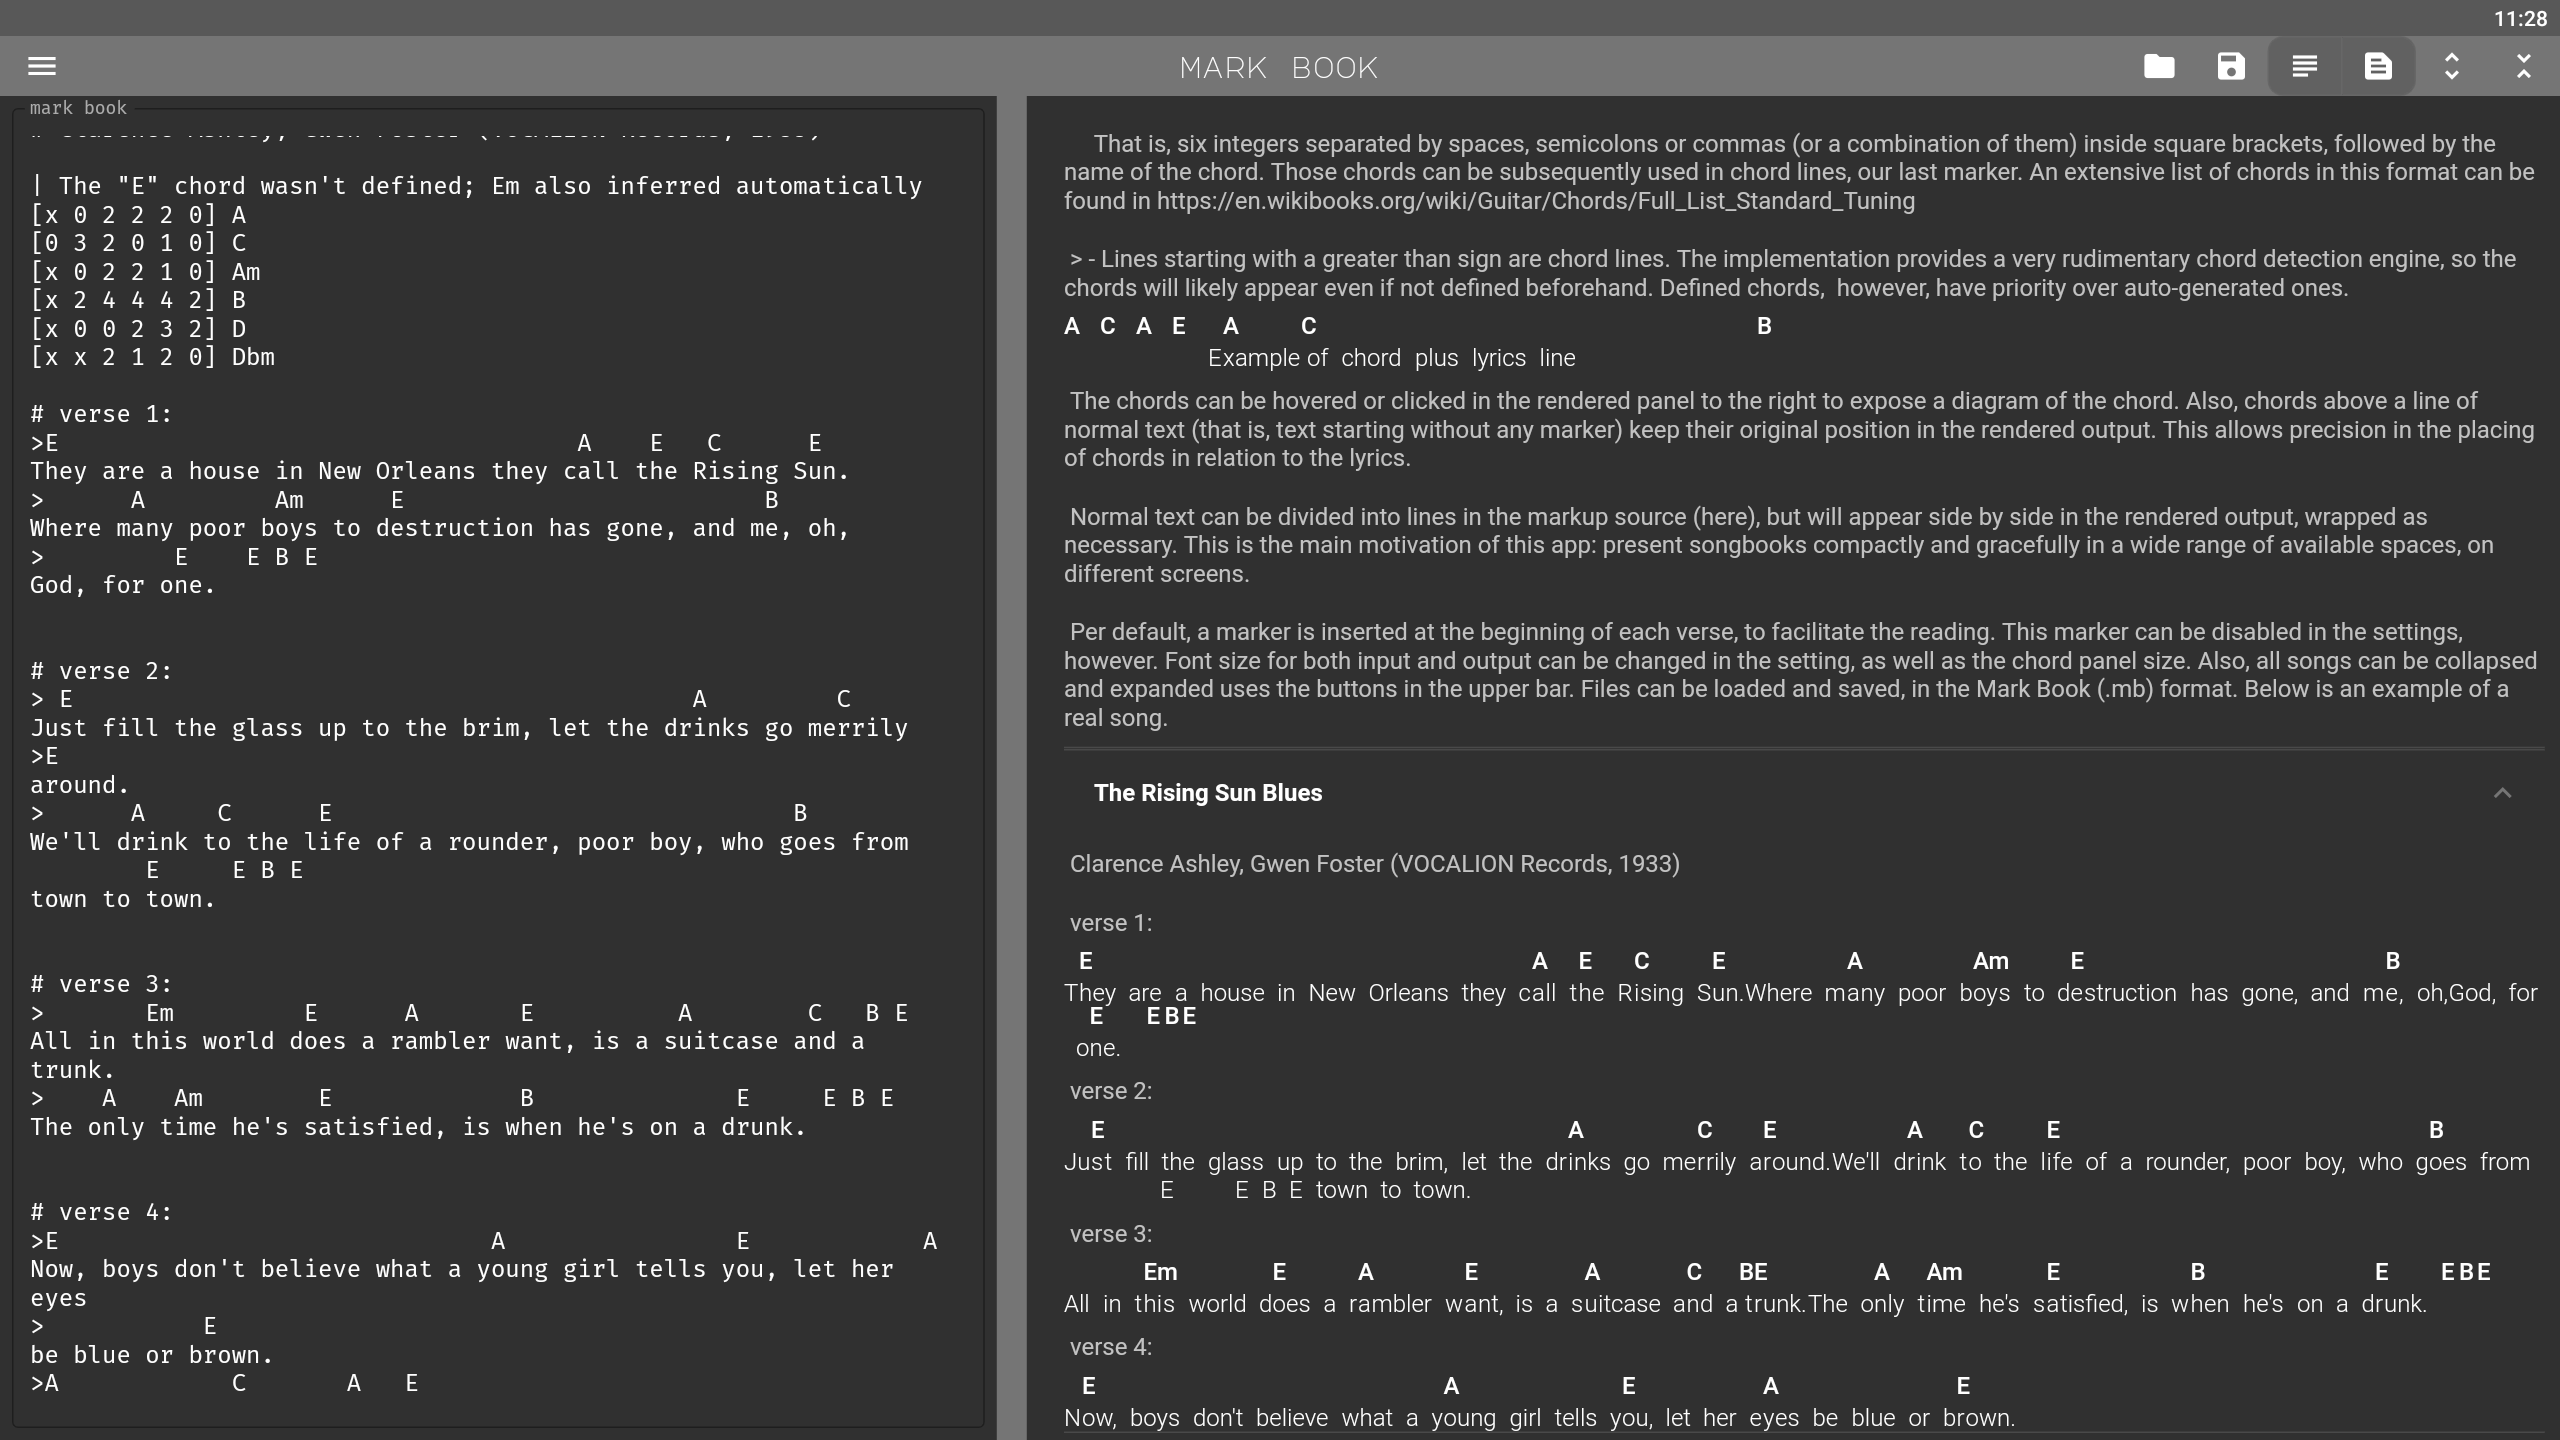 11:28
MARK BOOK
mark book
# Clarence Ashley, Gwen Foster (VOCALION Records, 1933)
| The "E" chord wasn't defined; Em also inferred automatically
[x 0 2 2 2 0] A
[0 3 2 0 1 0] C
[x 0 2 2 1 0] Am
[x 2 4 4 4 2] B
[x 0 0 2 3 2] D
[x x 2 1 2 0] Dbm
# verse 1:
>E A E C E
They are a house in New Orleans they call the Rising Sun.
> A Am E B
Where many poor boys to destruction has gone, and me, oh,
> E E B E
God, for one.
# verse 2:
> E A C
Just fill the glass up to the brim, let the drinks go merrily
>E
around.
> A C E B
We'll drink to the life of a rounder, poor boy, who goes from
E E B E
town to town.
# verse 3:
> Em E A E A C B E
All in this world does a rambler want, is a suitcase and a
trunk.
> A Am E B E E B E
The only time he's satisfied, is when he's on a drunk.
# verse 4:
>E A E A
Now, boys don't believe what a young girl tells you, let her
eyes
> E
be blue or brown.
>A C A E
That is, six integers separated by spaces, semicolons or commas (or a combination of them) inside square brackets, followed by the
name of the chord. Those chords can be subsequently used in chord lines, our last marker. An extensive list of chords in this format can be
found in https://en.wikibooks.org/wiki/Guitar/Chords/Full_List_Standard_Tuning
> - Lines starting with a greater than sign are chord lines. The implementation provides a very rudimentary chord detection engine, so the
chords will likely appear even if not defined beforehand. Defined chords, however, have priority over auto-generated ones.
A C A E A C B
Example of chord plus lyrics line
The chords can be hovered or clicked in the rendered panel to the right to expose a diagram of the chord. Also, chords above a line of
normal text (that is, text starting without any marker) keep their original position in the rendered output. This allows precision in the placing
of chords in relation to the lyrics.
Normal text can be divided into lines in the markup source (here), but will appear side by side in the rendered output, wrapped as
necessary. This is the main motivation of this app: present songbooks compactly and gracefully in a wide range of available spaces, on
different screens.
Per default, a marker is inserted at the beginning of each verse, to facilitate the reading. This marker can be disabled in the settings,
however. Font size for both input and output can be changed in the setting, as well as the chord panel size. Also, all songs can be collapsed
and expanded uses the buttons in the upper bar. Files can be loaded and saved, in the Mark Book (.mb) format. Below is an example of a
real song.
The Rising Sun Blues
Clarence Ashley, Gwen Foster (VOCALION Records, 1933)
verse 1:
E A E C E A Am E B
They are a house in New Orleans they call the Rising Sun.Where many poor boys to destruction has gone, and me, oh,God, for
E E B E
one.
verse 2:
E A C E A C E B
Just fill the glass up to the brim, let the drinks go merrily around.We'll drink to the life of a rounder, poor boy, who goes from
E E B E town to town.
verse 3:
Em E A E A C BE A Am E B E E B E
All in this world does a rambler want, is a suitcase and a trunk.The only time he's satisfied, is when he's on a drunk.
verse 4:
E A E A E
Now, boys don't believe what a young girl tells you, let her eyes be blue or brown.